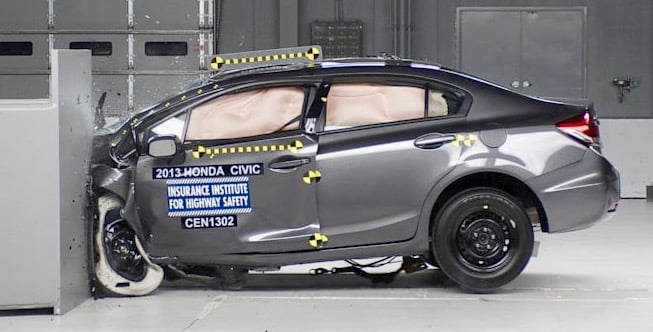 2013 HONDA CIVIC
INSURANCE INSTITUTE
FOR HIGHWAY SAFETY
CEN1302